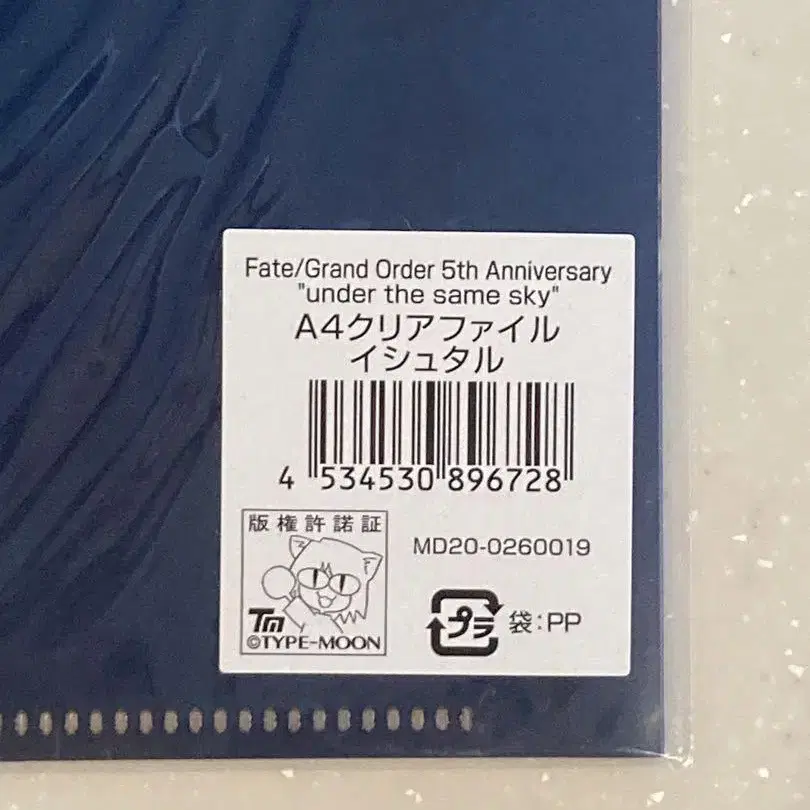 Fate/Grand Order 5th Anniversary
"under the same sky"
A4クリアファイル
イシュタル
4 534530 896728
版権許諾証
TM
©TYPE-MOON
MD20-0260019
プラ
袋:PP